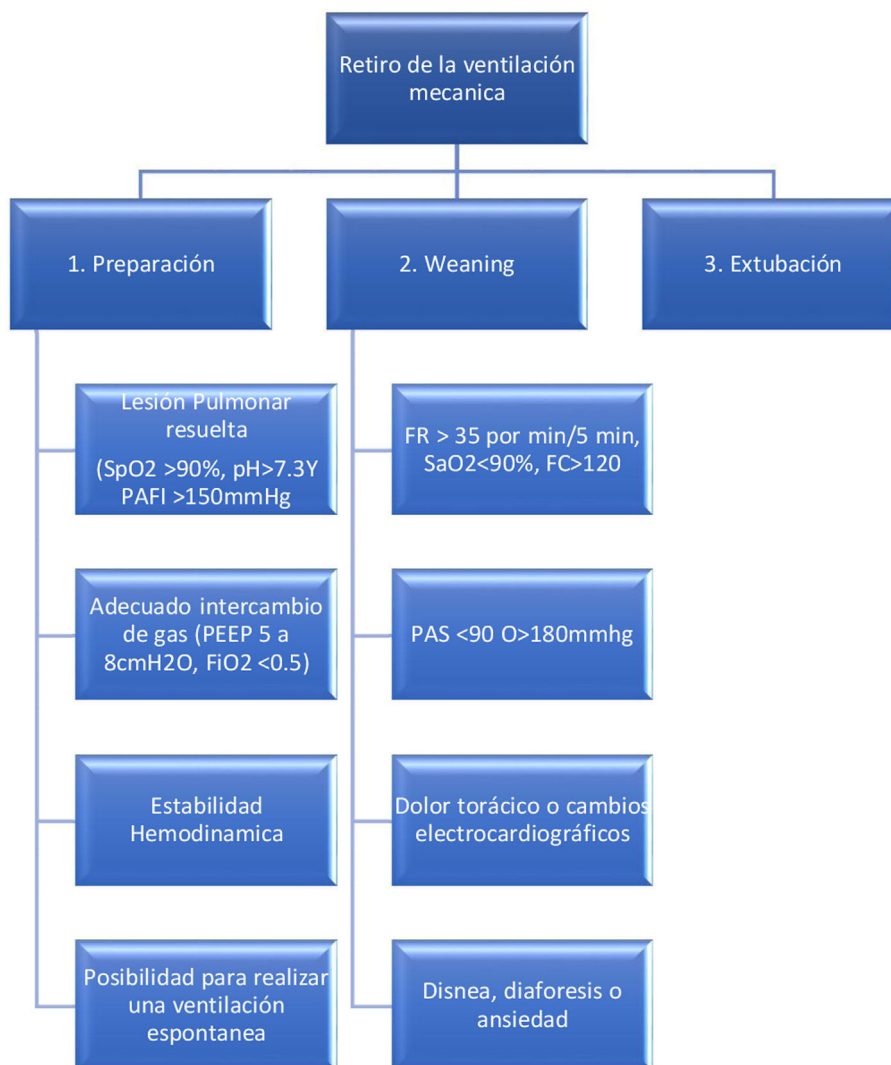 Retiro de la ventilación
mecanica
1. Preparación
2. Weaning
3. Extubación
Lesión Pulmonar
resuelta
(SpO2 >90%, pH>7.3Y
PAFI >150mmHg
Adecuado intercambio
de gas (PEEP 5 a
8cmH2O, FiO2 <0.5)
Estabilidad
Hemodinamica
Posibilidad para realizar
una ventilación
espontanea
FR > 35 por min/5 min,
SaO2<90%, FC>120
PAS <90 O>180mmhg
Dolor torácico o cambios
electrocardiográficos
Disnea, diaforesis o
ansiedad